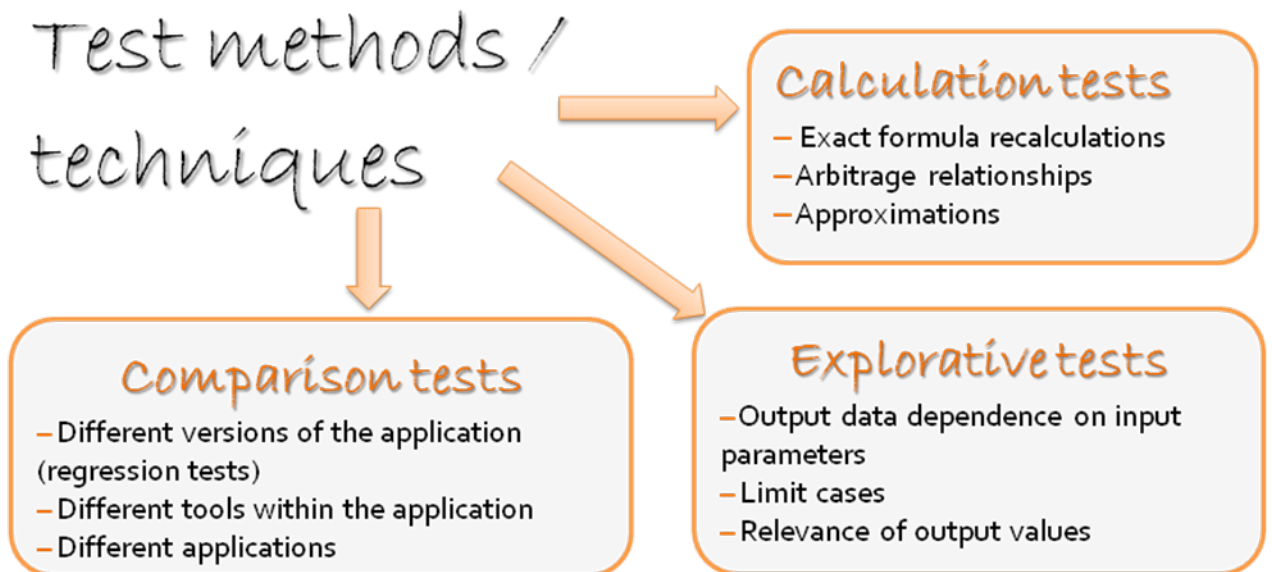 Test methods /
techniques
Calculation tests
– Exact formula recalculations
– Arbitrage relationships
– Approximations
Comparison tests
– Different versions of the application
(regression tests)
– Different tools within the application
– Different applications
Explorative tests
– Output data dependence on input
parameters
– Limit cases
– Relevance of output values